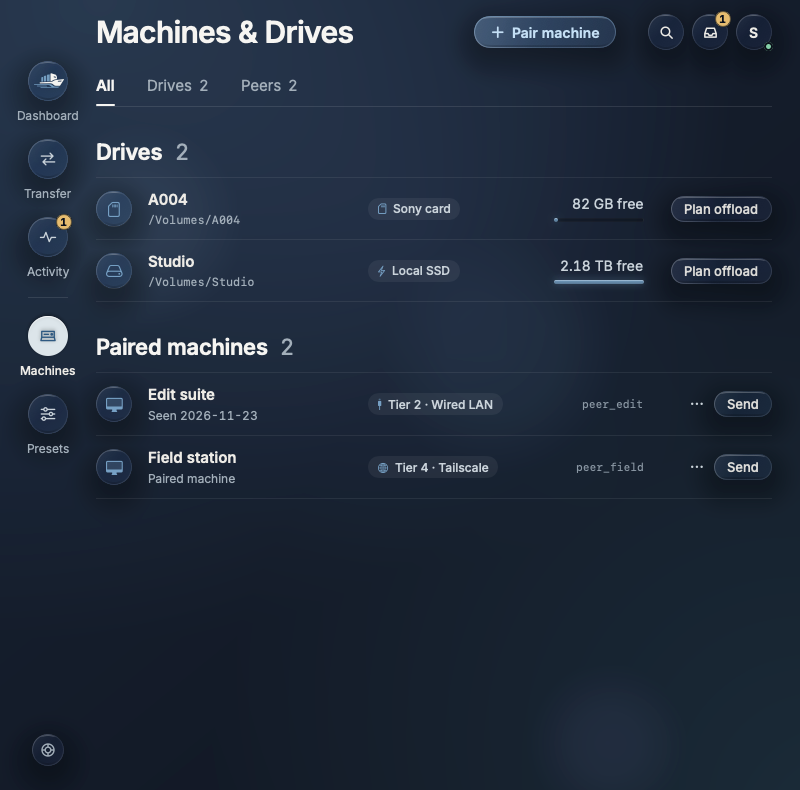 Machines & Drives
+ Pair machine
1
S
All
Drives 2
Peers 2
Dashboard
Transfer
1
Activity
Machines
Presets
Drives 2
A004
/Volumes/A004
Sony card
82 GB free
Plan offload
Studio
/Volumes/Studio
Local SSD
2.18 TB free
Plan offload
Paired machines 2
Edit suite
Seen 2026-11-23
Tier 2 · Wired LAN
peer_edit
Send
Field station
Paired machine
Tier 4 · Tailscale
peer_field
Send